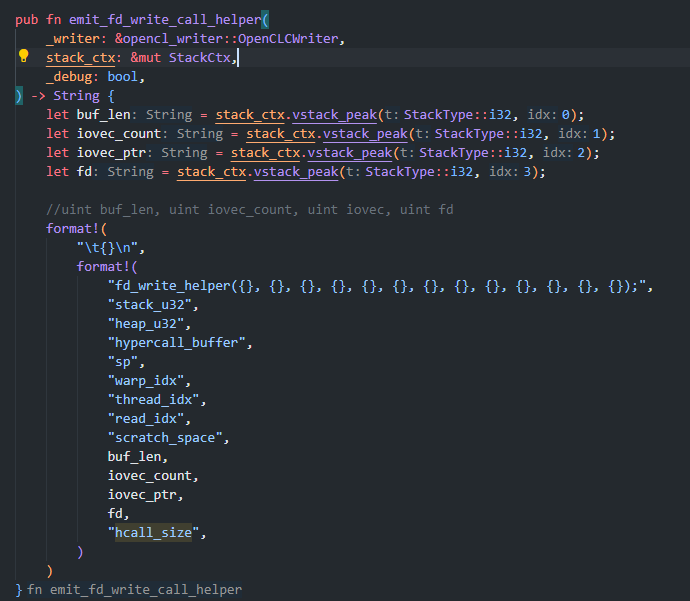 pub fn emit_fd_write_call_helper(
_writer: &opencl_writer::OpenCLCWriter,
stack_ctx: &mut StackCtx,
_debug: bool,
) -> String {
let buf_len: String = stack_ctx.vstack_peak(t: StackType::i32, idx: 0);
let iovec_count: String = stack_ctx.vstack_peak(t: StackType::i32, idx: 1);
let iovec_ptr: String = stack_ctx.vstack_peak(t: StackType::i32, idx: 2);
let fd: String = stack_ctx.vstack_peak(t: StackType::i32, idx: 3);
//uint buf_len, uint iovec_count, uint iovec, uint fd
format!(
"\t{}\n",
format!(
"fd_write_helper({}, {}, {}, {}, {}, {}, {}, {}, {}, {}, {}, {}, {});",
"stack_u32",
"heap_u32",
"hypercall_buffer",
"sp",
"warp_idx",
"thread_idx",
"read_idx",
"scratch_space",
buf_len,
iovec_count,
iovec_ptr,
fd,
"hcall_size",
)
)
} fn emit_fd_write_call_helper